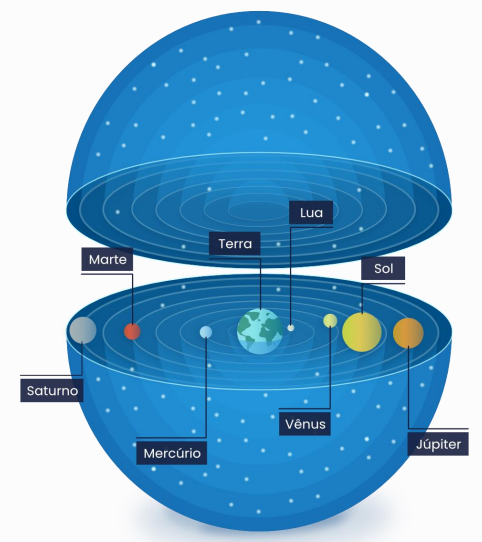 Lua
Terra
Marte
Sol
Saturno
Vênus
Júpiter
Mercúrio